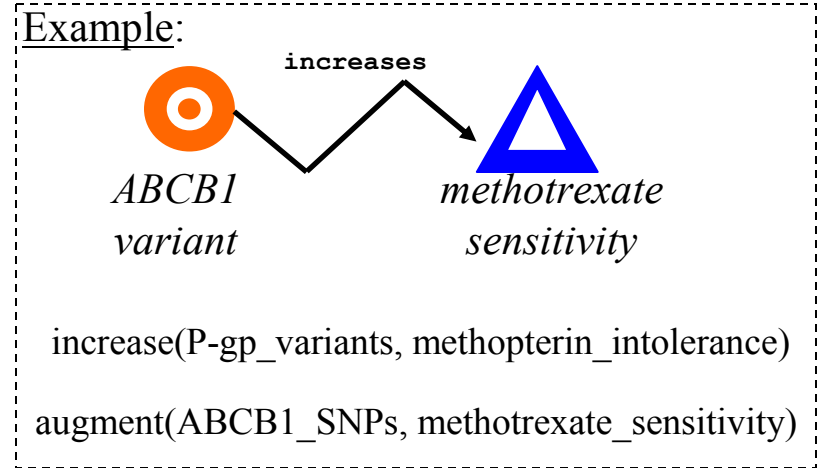 Example:
increases
ABCB1 methotrexate
variant sensitivity
increase(P-gp_variants, methopterin_intolerance)
augment(ABCB1_SNPs, methotrexate_sensitivity)